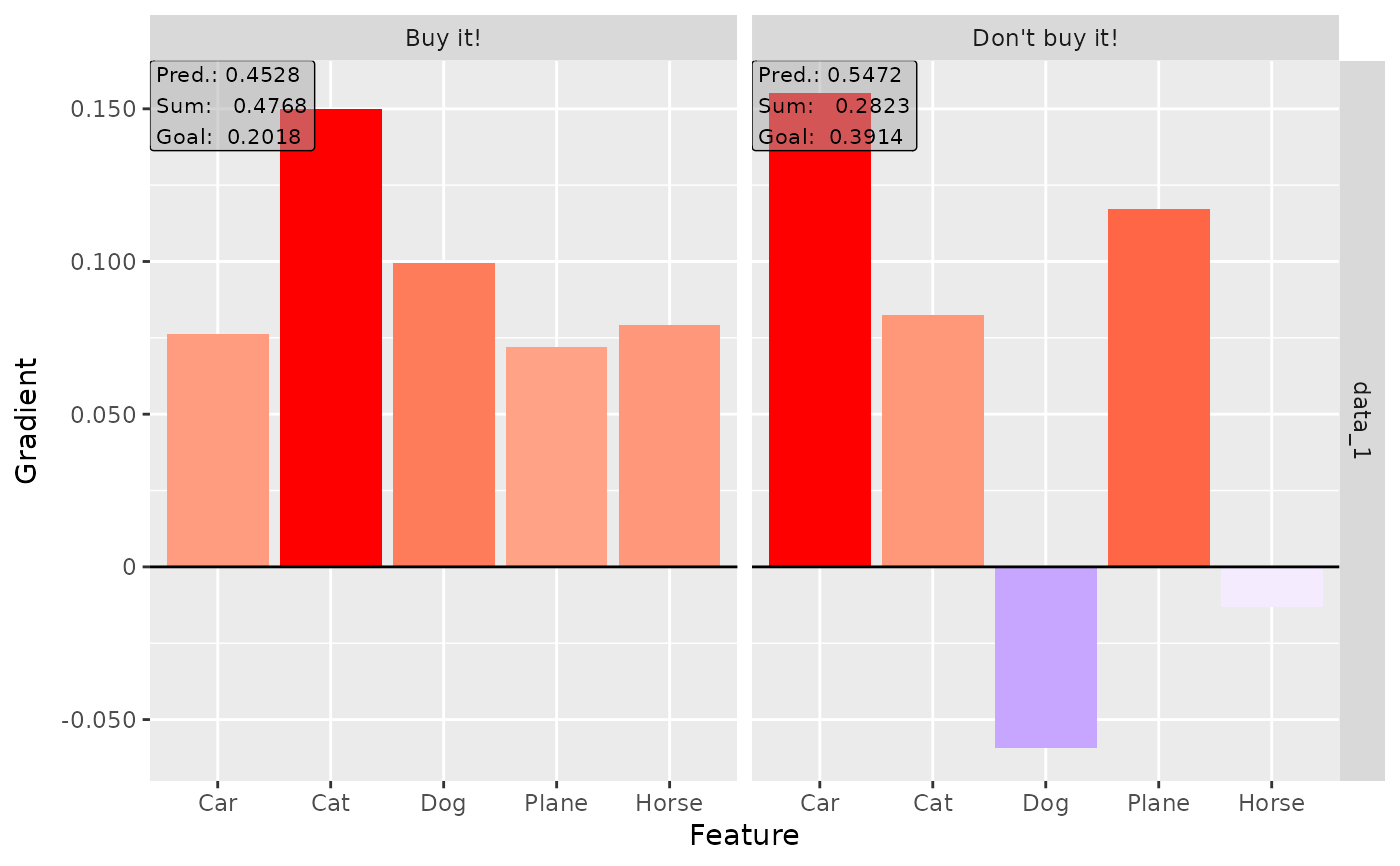 Buy it!
Don't buy it!
Pred.: 0.4528
Sum: 0.4768
Goal: 0.2018
Pred.: 0.5472
Sum: 0.2823
Goal: 0.3914
0.150
0.100
0.050
0
-0.050
Gradient
data_1
Car Cat Dog Plane Horse
Car Cat Dog Plane Horse
Feature